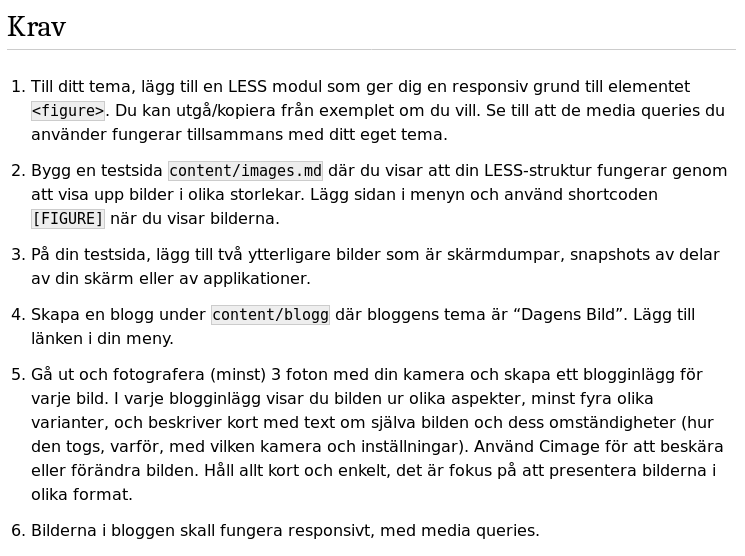 Krav
1. Till ditt tema, lägg till en LESS modul som ger dig en responsiv grund till elementet
<figure>. Du kan utgå/kopiera från exemplet om du vill. Se till att de media queries du
använder fungerar tillsammans med ditt eget tema.
2. Bygg en testsida content/images.md där du visar att din LESS-struktur fungerar genom
att visa upp bilder i olika storlekar. Lägg sidan i menyn och använd shortcoden
[FIGURE] när du visar bilderna.
3. På din testsida, lägg till två ytterligare bilder som är skärmdumpar, snapshots av delar
av din skärm eller av applikationer.
4. Skapa en blogg under content/blogg där bloggens tema är “Dagens Bild”. Lägg till
länken i din meny.
5. Gå ut och fotografera (minst) 3 foton med din kamera och skapa ett blogginlägg för
varje bild. I varje blogginlägg visar du bilden ur olika aspekter, minst fyra olika
varianter, och beskriver kort med text om själva bilden och dess omständigheter (hur
den togs, varför, med vilken kamera och inställningar). Använd Cimage för att beskära
eller förändra bilden. Håll allt kort och enkelt, det är fokus på att presentera bilderna i
olika format.
6. Bilderna i bloggen skall fungera responsivt, med media queries.